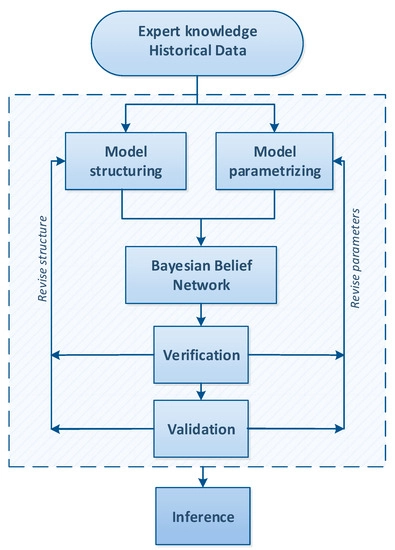 Expert knowledge
Historical Data
Model
structuring
Model
parametrizing
Revise structure
Revise parameters
Bayesian Belief
Network
Verification
Validation
Inference